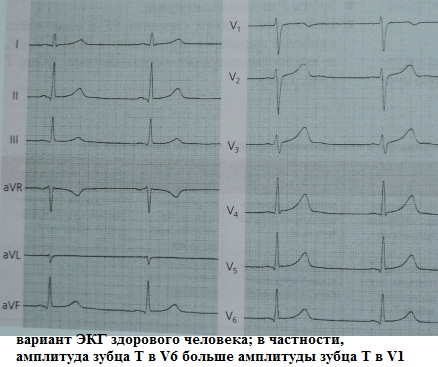 I
II
III
aVR
aVL
aVF
V1
V2
V3
V4
V5
V6
вариант ЭКГ здорового человека; в частности,
амплитуда зубца Т в V6 больше амплитуды зубца Т в V1